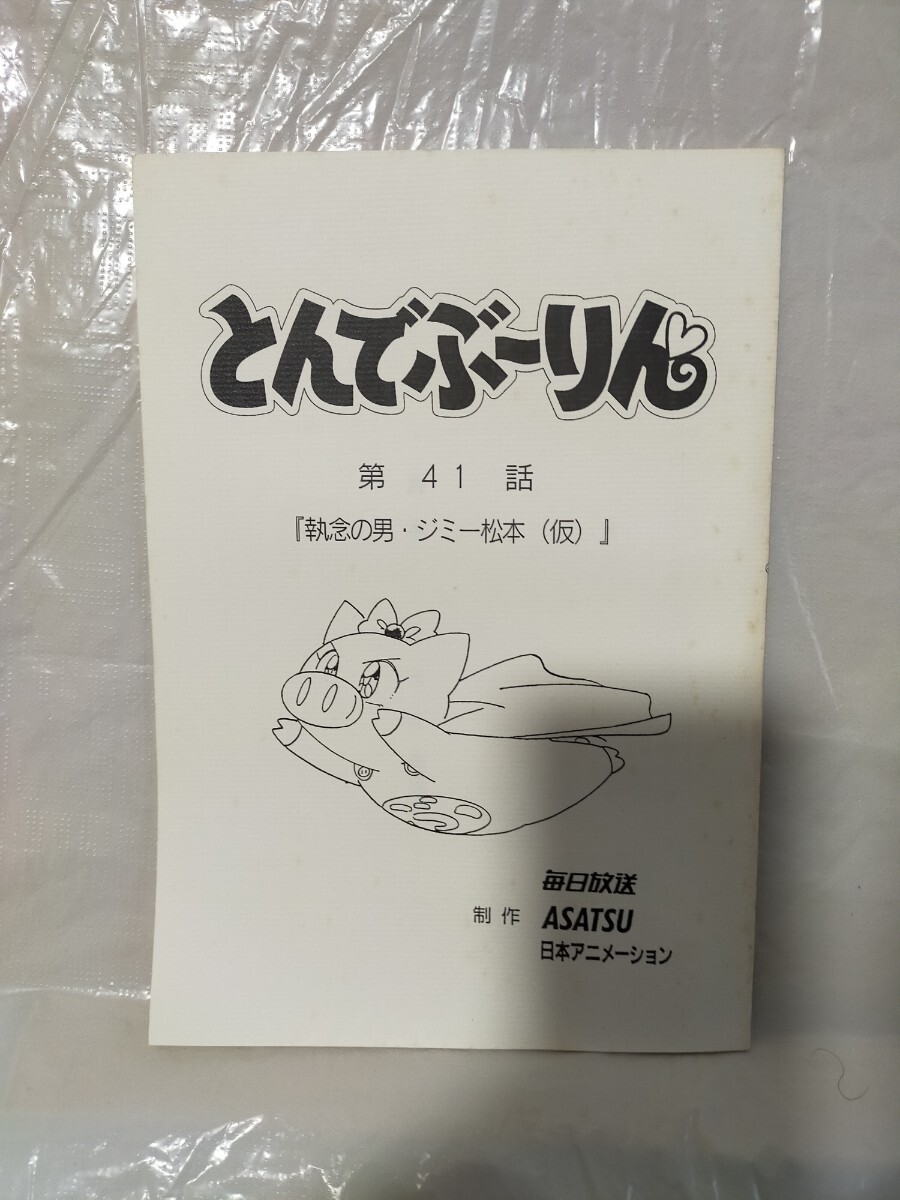 とんでぶーりん
第 41 話
『執念の男・ジミー松本（仮）』
毎日放送
制作 ASATSU
日本アニメーション